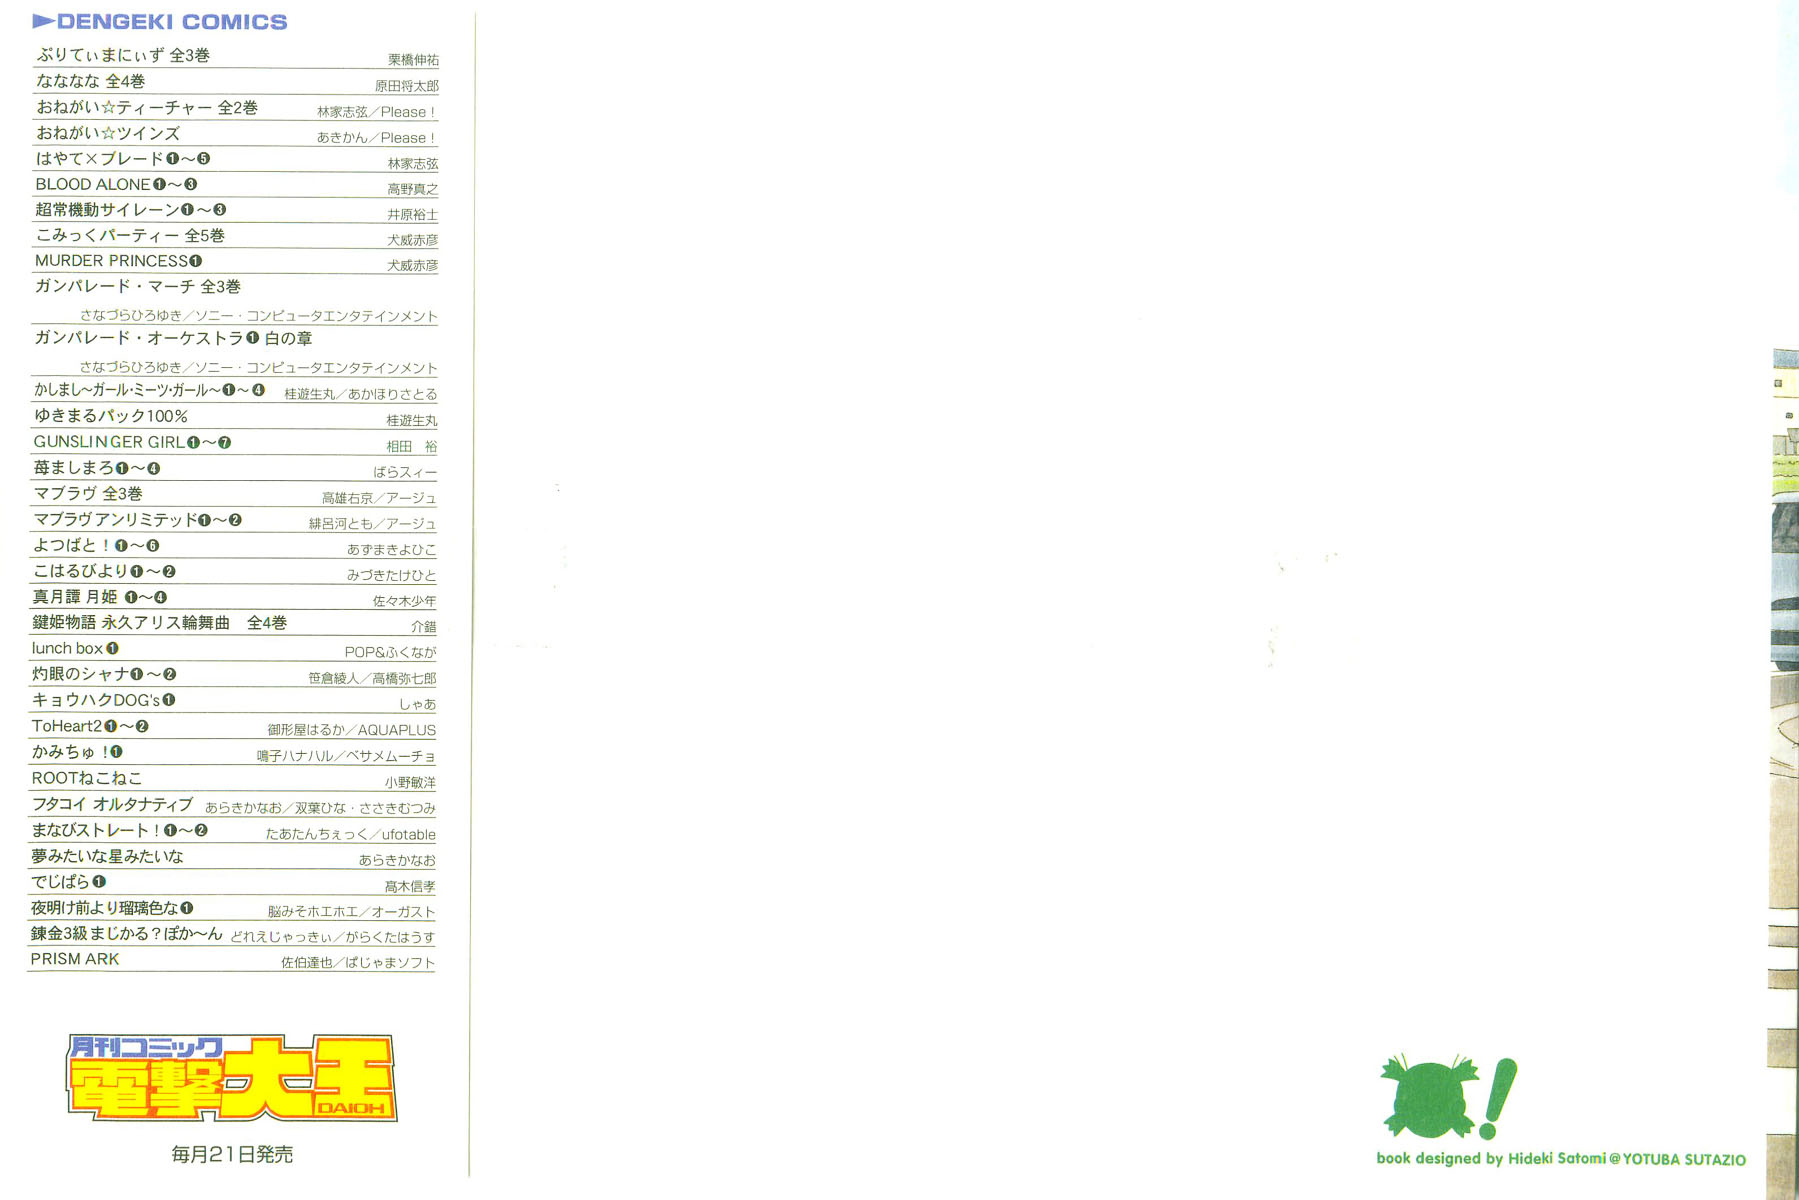 ▶DENGEKI COMICS
ぷりてぃまにぃず 全3巻 栗橋伸祐
なななな 全4巻 原田将太郎
おねがい☆ティーチャー 全2巻 林家志弦／Please！
おねがい☆ツインズ あきかん／Please！
はやて×ブレード❶～❺ 林家志弦
BLOOD ALONE❶～❸ 高野真之
超常機動サイレーン❶～❸ 井原裕士
こみっくパーティー 全5巻 犬威赤彦
MURDER PRINCESS❶ 犬威赤彦
ガンパレード・マーチ 全3巻
さなづらひろゆき／ソニー・コンピュータエンタテインメント
ガンパレード・オーケストラ❶ 白の章
さなづらひろゆき／ソニー・コンピュータエンタテインメント
かしまし～ガール・ミーツ・ガール～❶～❹ 桂遊生丸／あかほりさとる
ゆきまるパック100％ 桂遊生丸
GUNSLINGER GIRL❶～❼ 相田　裕
苺ましまろ❶～❹ ばらスィー
マブラヴ 全3巻 高雄右京／アージュ
マブラヴ アンリミテッド❶～❷ 緋呂河とも／アージュ
よつばと！❶～❻ あずまきよひこ
こはるびより❶～❷ みづきたけひと
真月譚 月姫 ❶～❹ 佐々木少年
鍵姫物語 永久アリス輪舞曲　全4巻 介錯
lunch box❶ POP&ふくなが
灼眼のシャナ❶～❷ 笹倉綾人／高橋弥七郎
キョウハクDOG's❶ しゃあ
ToHeart2❶～❷ 御形屋はるか／AQUAPLUS
かみちゅ！❶ 鳴子ハナハル／ベサメムーチョ
ROOTねこねこ 小野敏洋
フタコイ オルタナティブ あらきかなお／双葉ひな・ささきむつみ
まなびストレート！❶～❷ たあたんちぇっく／ufotable
夢みたいな星みたいな あらきかなお
でじぱら❶ 高木信孝
夜明け前より瑠璃色な❶ 脳みそホエホエ／オーガスト
錬金3級 まじかる？ぽか～ん どれえじゃっきぃ／がらくたはうす
PRISM ARK 佐伯達也／ぱじゃまソフト
月刊コミック
電撃大王
DAIOH
毎月21日発売
book designed by Hideki Satomi@YOTUBA SUTAZIO